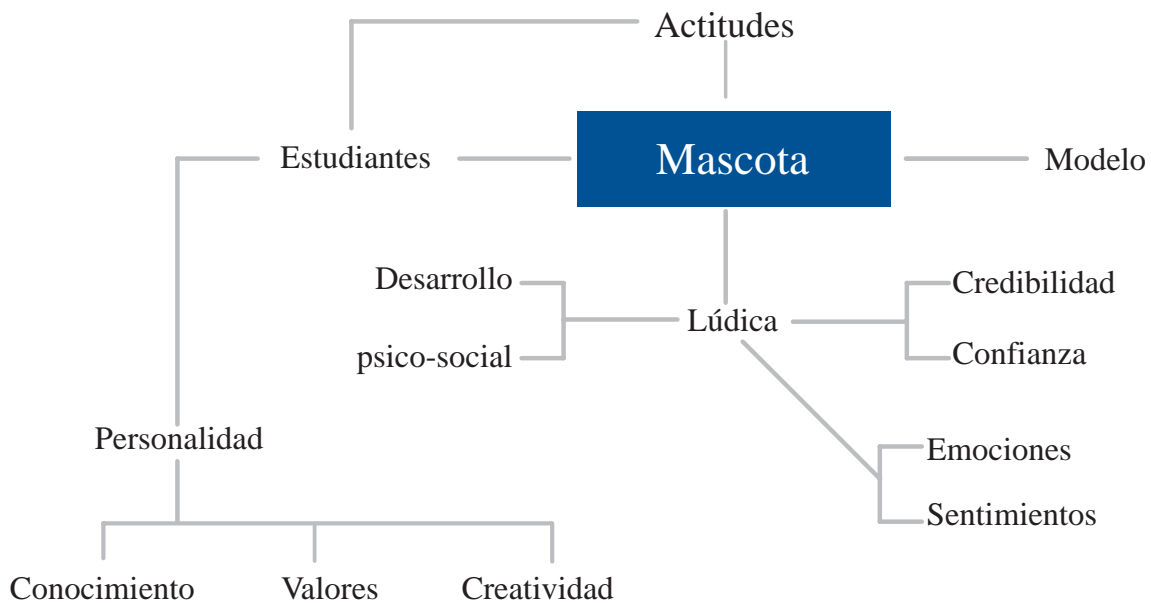 Actitudes
Estudiantes
Mascota
Modelo
Desarrollo
psico-social
Lúdica
Credibilidad
Confianza
Personalidad
Emociones
Sentimientos
Conocimiento
Valores
Creatividad